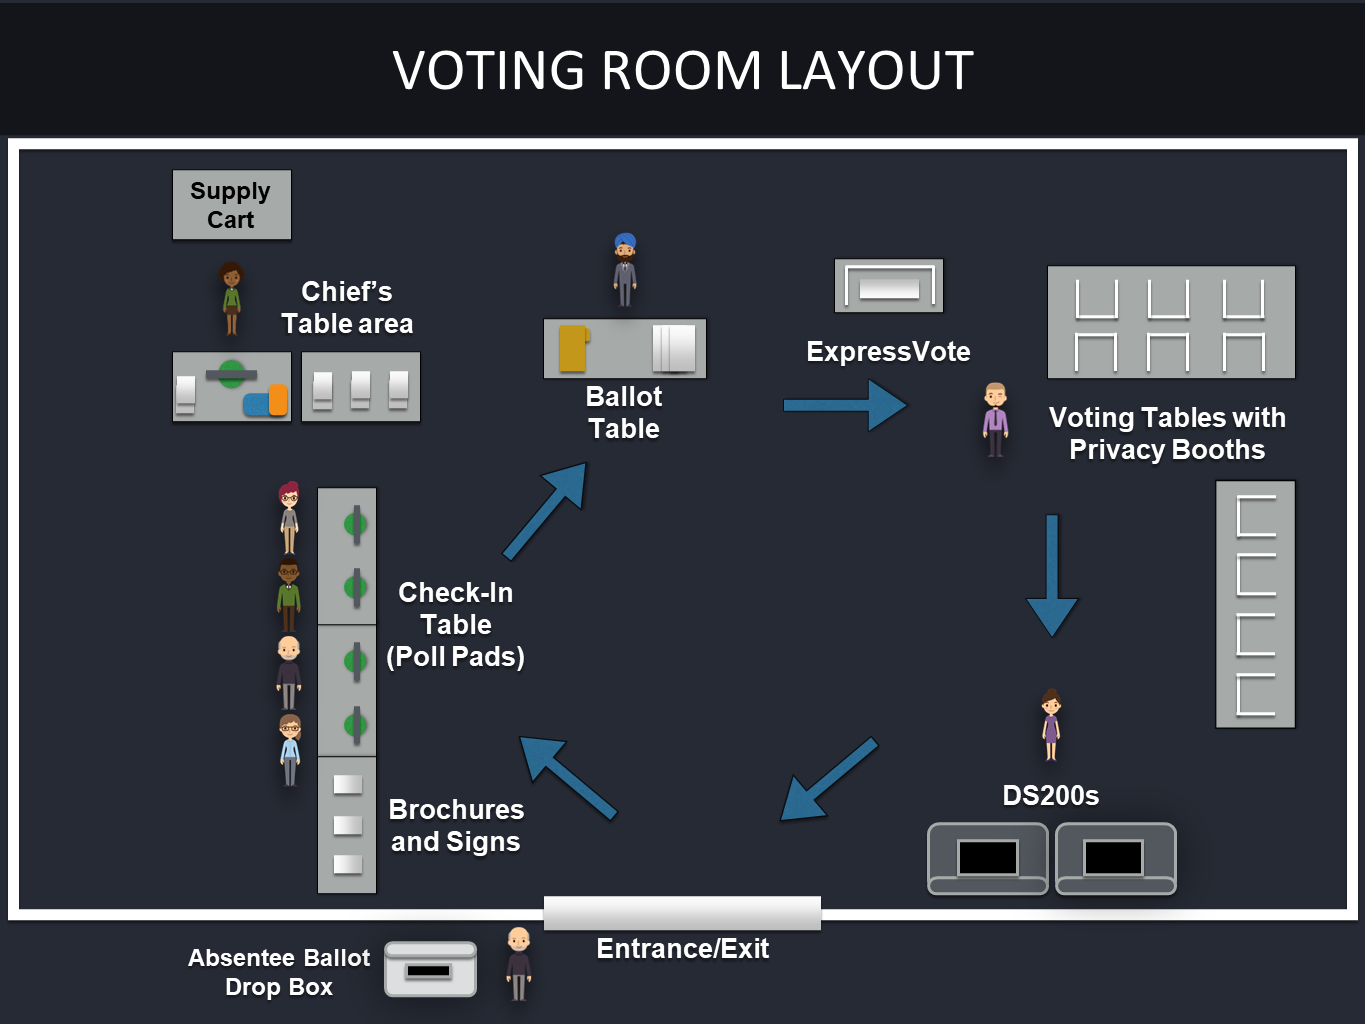 VOTING ROOM LAYOUT
Supply
Cart
Chief's
Table area
Ballot
Table
ExpressVote
Voting Tables with
Privacy Booths
Check-In
Table
(Poll Pads)
Brochures
and Signs
DS200s
Entrance/Exit
Absentee Ballot
Drop Box